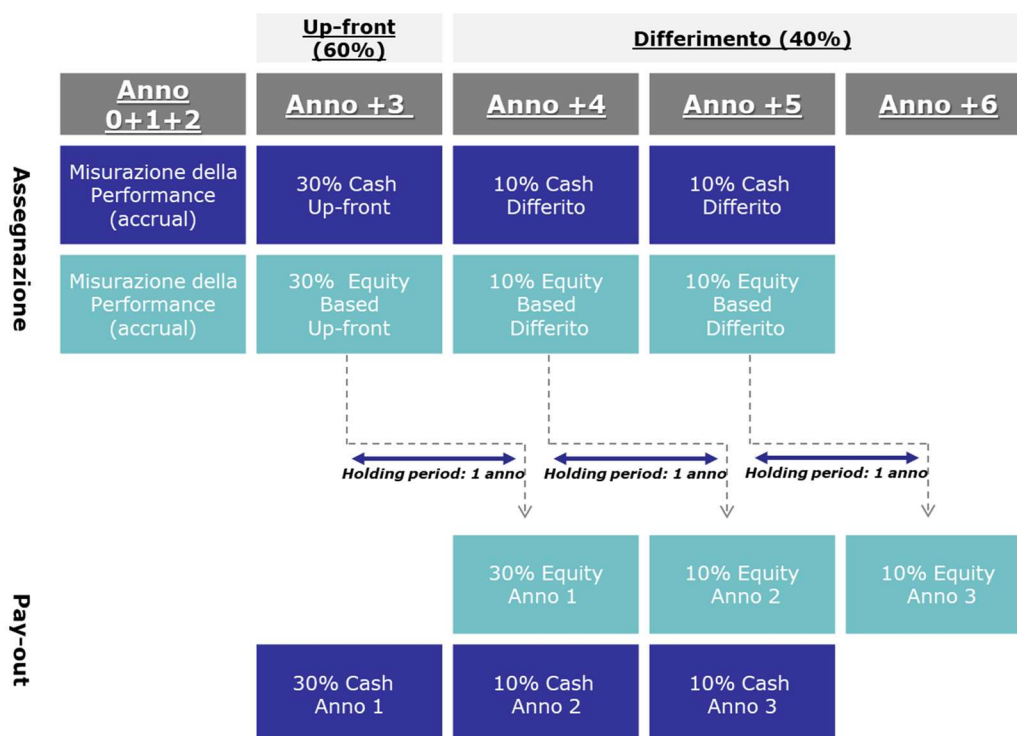 Up-front
(60%)
Differimento (40%)
Anno
0+1+2
Anno +3
Anno +4
Anno +5
Anno +6
Assegnazione
Misurazione della
Performance
(accrual)
30% Cash
Up-front
10% Cash
Differito
10% Cash
Differito
Misurazione della
Performance
(accrual)
30% Equity
Based
Up-front
10% Equity
Based
Differito
10% Equity
Based
Differito
Holding period: 1 anno
Holding period: 1 anno
Holding period: 1 anno
Pay-out
30% Equity
Anno 1
10% Equity
Anno 2
10% Equity
Anno 3
30% Cash
Anno 1
10% Cash
Anno 2
10% Cash
Anno 3